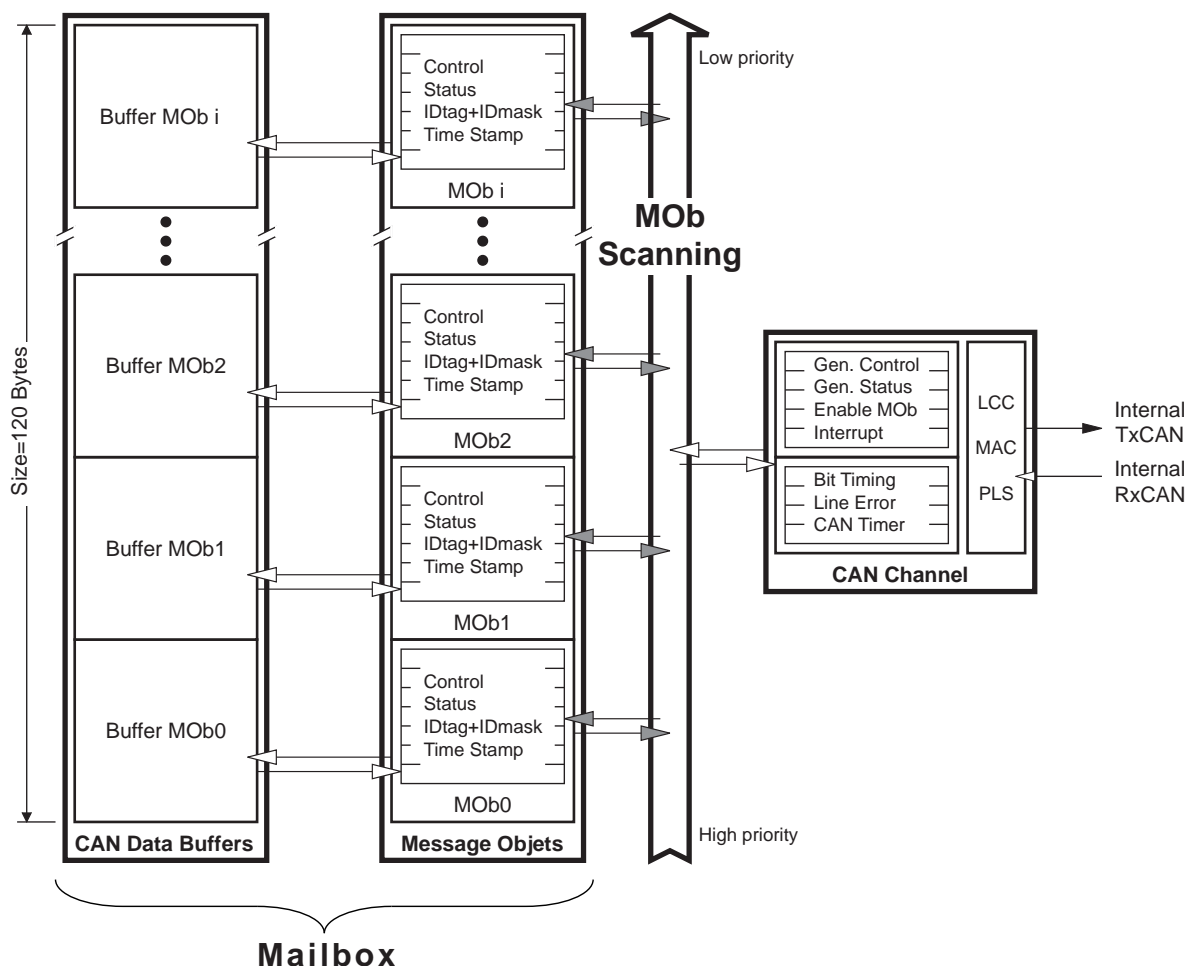 Size=120 Bytes
Buffer MOb i
Buffer MOb2
Buffer MOb1
Buffer MOb0
CAN Data Buffers
Control
Status
IDtag+IDmask
Time Stamp
MOb i
Control
Status
IDtag+IDmask
Time Stamp
MOb2
Control
Status
IDtag+IDmask
Time Stamp
MOb1
Control
Status
IDtag+IDmask
Time Stamp
MOb0
Message Objets
Mailbox
Low priority
MOb
Scanning
High priority
Gen. Control
Gen. Status
Enable MOb
Interrupt
Bit Timing
Line Error
CAN Timer
LCC
MAC
PLS
CAN Channel
Internal
TxCAN
Internal
RxCAN